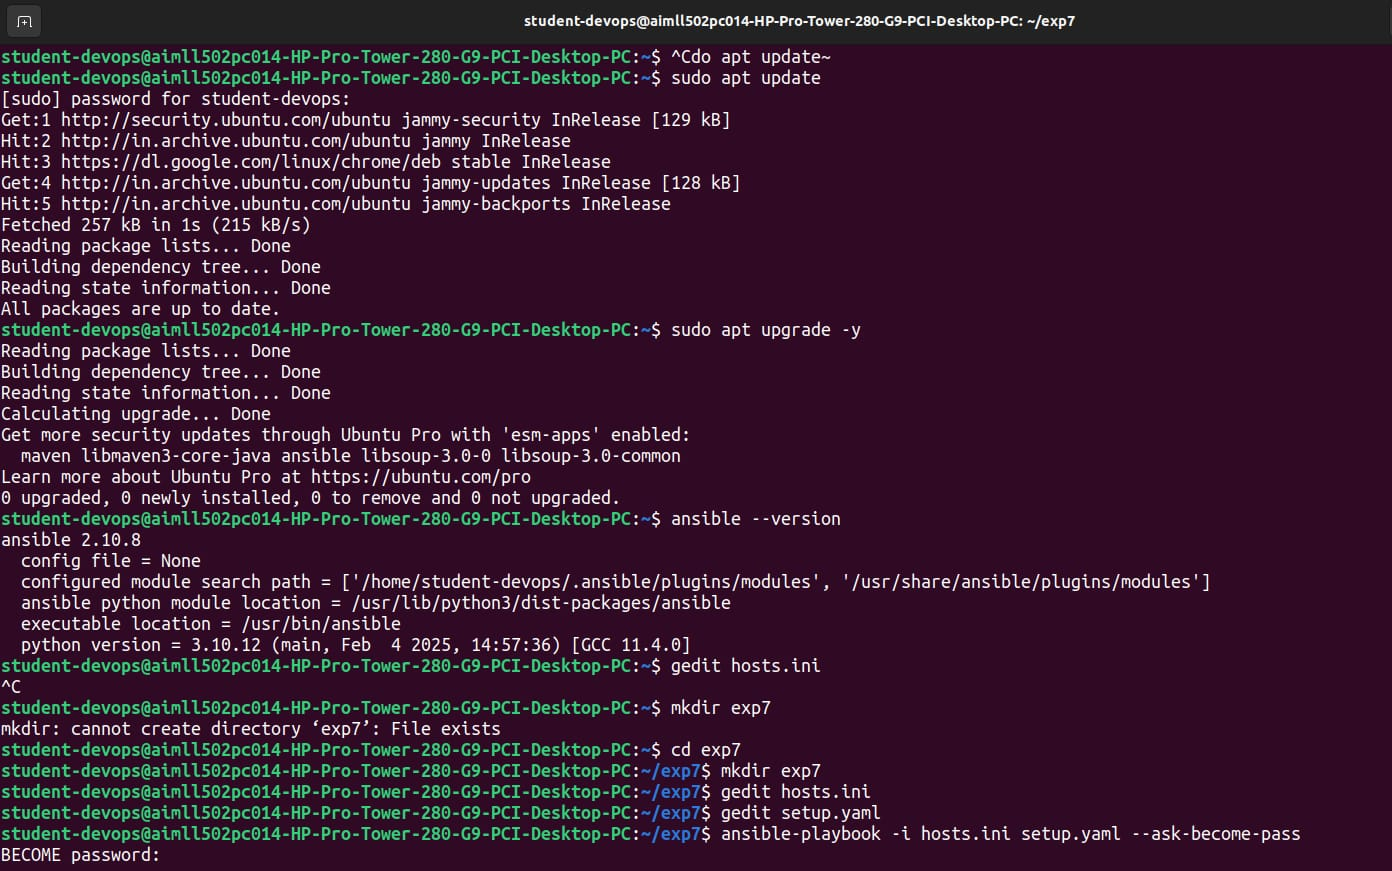 student-devops@aimll502pc014-HP-Pro-Tower-280-G9-PCI-Desktop-PC: ~/exp7
student-devops@aimll502pc014-HP-Pro-Tower-280-G9-PCI-Desktop-PC:~$ ^Cdo apt update~
student-devops@aimll502pc014-HP-Pro-Tower-280-G9-PCI-Desktop-PC:~$ sudo apt update
[sudo] password for student-devops:
Get:1 http://security.ubuntu.com/ubuntu jammy-security InRelease [129 kB]
Hit:2 http://in.archive.ubuntu.com/ubuntu jammy InRelease
Hit:3 https://dl.google.com/linux/chrome/deb stable InRelease
Get:4 http://in.archive.ubuntu.com/ubuntu jammy-updates InRelease [128 kB]
Hit:5 http://in.archive.ubuntu.com/ubuntu jammy-backports InRelease
Fetched 257 kB in 1s (215 kB/s)
Reading package lists... Done
Building dependency tree... Done
Reading state information... Done
All packages are up to date.
student-devops@aimll502pc014-HP-Pro-Tower-280-G9-PCI-Desktop-PC:~$ sudo apt upgrade -y
Reading package lists... Done
Building dependency tree... Done
Reading state information... Done
Calculating upgrade... Done
Get more security updates through Ubuntu Pro with 'esm-apps' enabled:
  maven libmaven3-core-java ansible libsoup-3.0-0 libsoup-3.0-common
Learn more about Ubuntu Pro at https://ubuntu.com/pro
0 upgraded, 0 newly installed, 0 to remove and 0 not upgraded.
student-devops@aimll502pc014-HP-Pro-Tower-280-G9-PCI-Desktop-PC:~$ ansible --version
ansible 2.10.8
  config file = None
  configured module search path = ['/home/student-devops/.ansible/plugins/modules', '/usr/share/ansible/plugins/modules']
  ansible python module location = /usr/lib/python3/dist-packages/ansible
  executable location = /usr/bin/ansible
  python version = 3.10.12 (main, Feb  4 2025, 14:57:36) [GCC 11.4.0]
student-devops@aimll502pc014-HP-Pro-Tower-280-G9-PCI-Desktop-PC:~$ gedit hosts.ini
^C
student-devops@aimll502pc014-HP-Pro-Tower-280-G9-PCI-Desktop-PC:~$ mkdir exp7
mkdir: cannot create directory ‘exp7’: File exists
student-devops@aimll502pc014-HP-Pro-Tower-280-G9-PCI-Desktop-PC:~$ cd exp7
student-devops@aimll502pc014-HP-Pro-Tower-280-G9-PCI-Desktop-PC:~/exp7$ mkdir exp7
student-devops@aimll502pc014-HP-Pro-Tower-280-G9-PCI-Desktop-PC:~/exp7$ gedit hosts.ini
student-devops@aimll502pc014-HP-Pro-Tower-280-G9-PCI-Desktop-PC:~/exp7$ gedit setup.yaml
student-devops@aimll502pc014-HP-Pro-Tower-280-G9-PCI-Desktop-PC:~/exp7$ ansible-playbook -i hosts.ini setup.yaml --ask-become-pass
BECOME password: